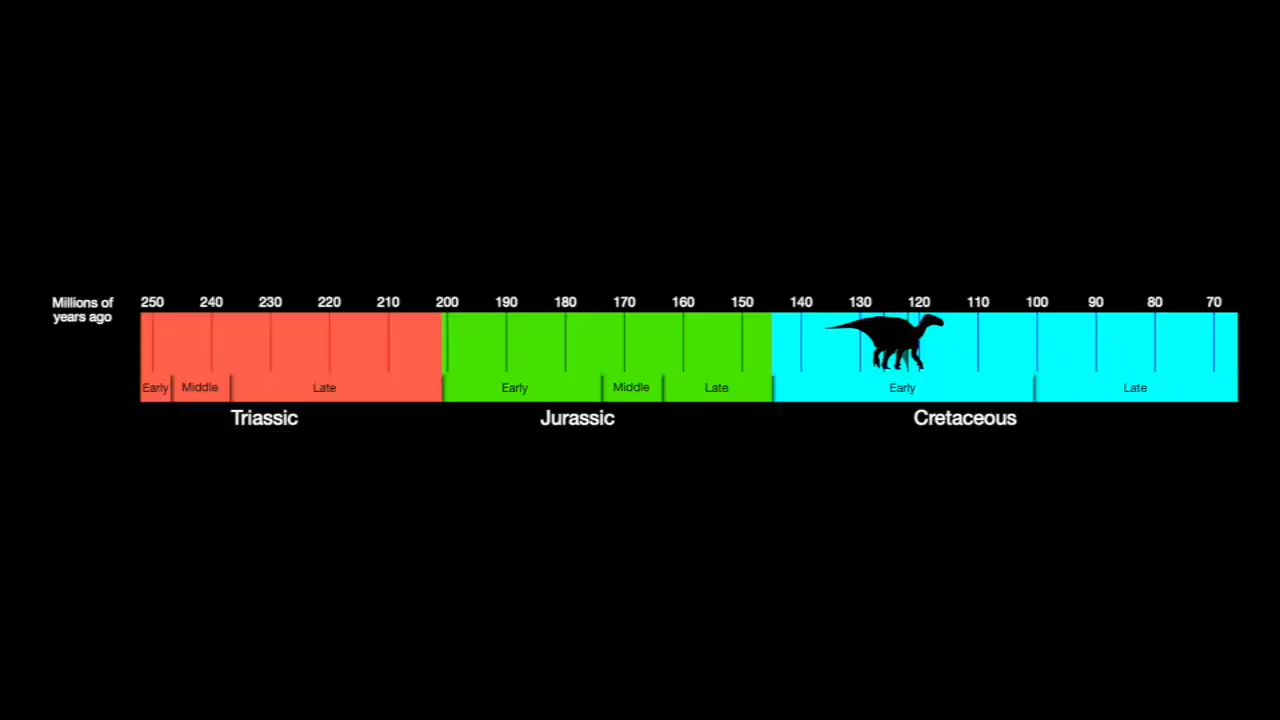 Millions of
years ago
250 240 230 220 210 200 190 180 170 160 150 140 130 120 110 100 90 80 70
Early Middle Late Early Middle Late Early Late
Triassic Jurassic Cretaceous